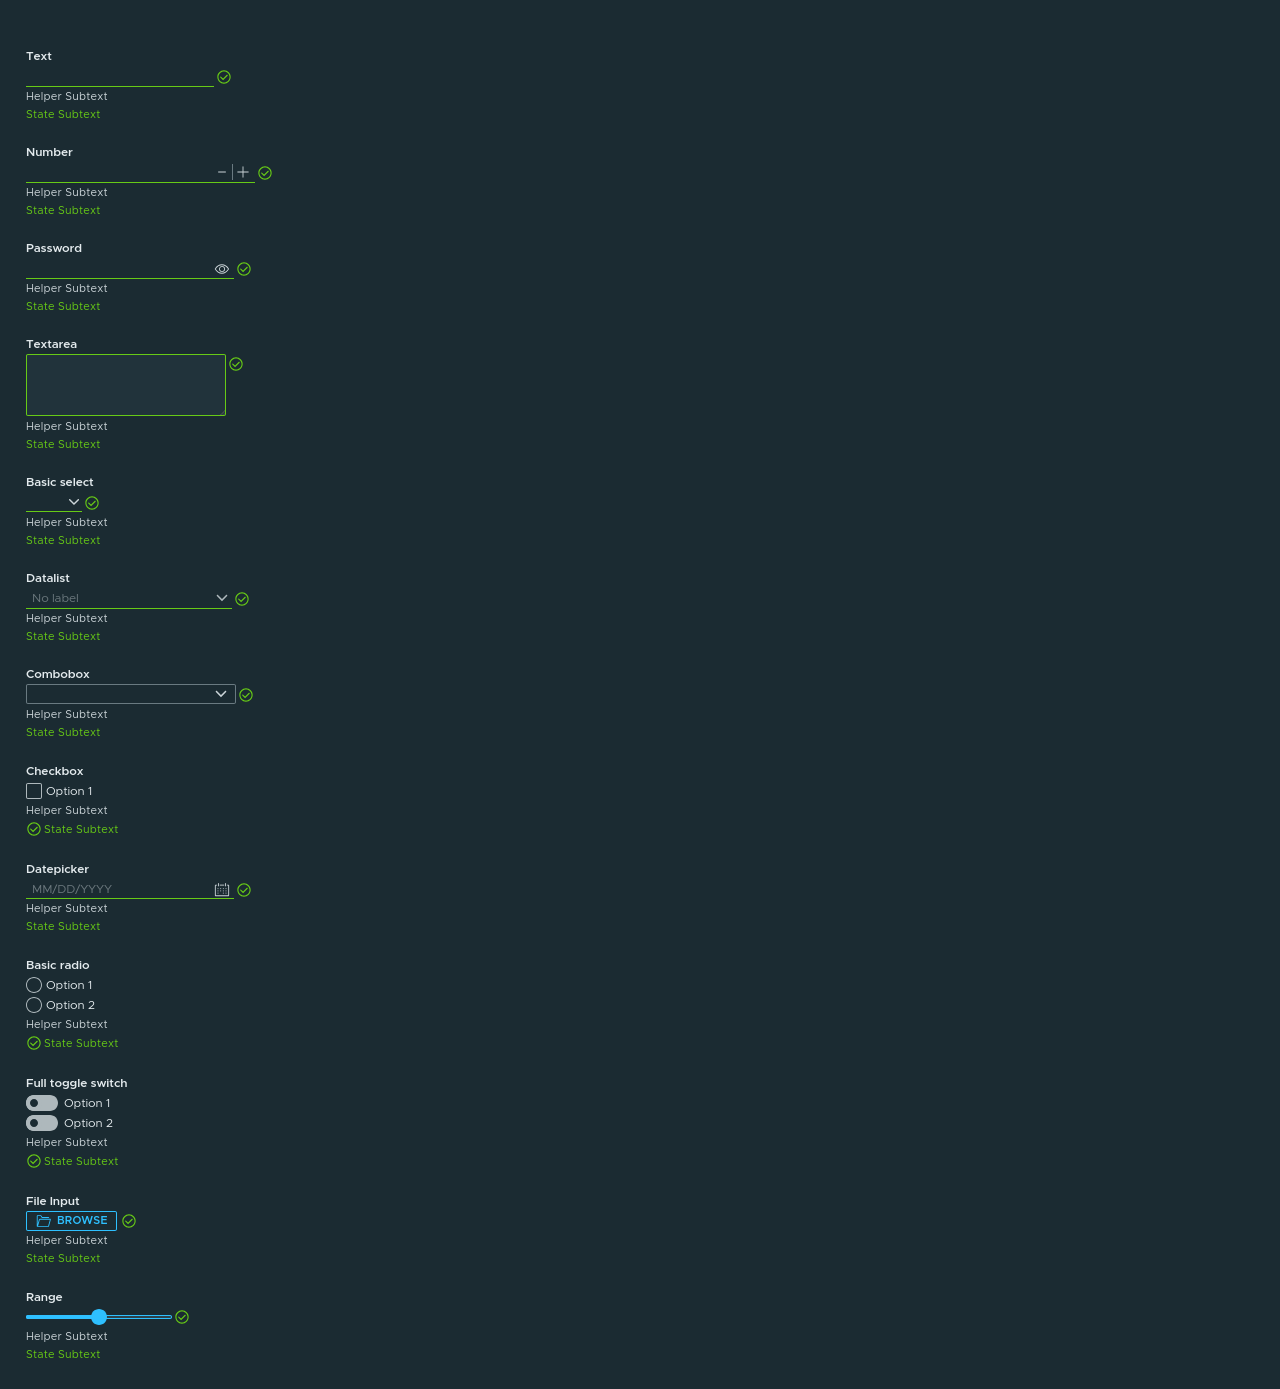 Text
Helper Subtext
State Subtext
Number
Helper Subtext
State Subtext
Password
Helper Subtext
State Subtext
Textarea
Helper Subtext
State Subtext
Basic select
Helper Subtext
State Subtext
Datalist
No label
Helper Subtext
State Subtext
Combobox
Helper Subtext
State Subtext
Checkbox
Option 1
Helper Subtext
State Subtext
Datepicker
MM/DD/YYYY
Helper Subtext
State Subtext
Basic radio
Option 1
Option 2
Helper Subtext
State Subtext
Full toggle switch
Option 1
Option 2
Helper Subtext
State Subtext
File Input
BROWSE
Helper Subtext
State Subtext
Range
Helper Subtext
State Subtext